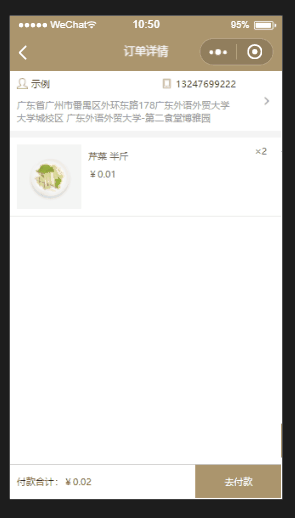 WeChat 10:50 95%
订单详情
示例 13247699222
广东省广州市番禺区外环东路178广东外语外贸大学
大学城校区 广东外语外贸大学-第二食堂博雅园
芹菜 半斤 ×2
￥0.01
付款合计：￥0.02 去付款